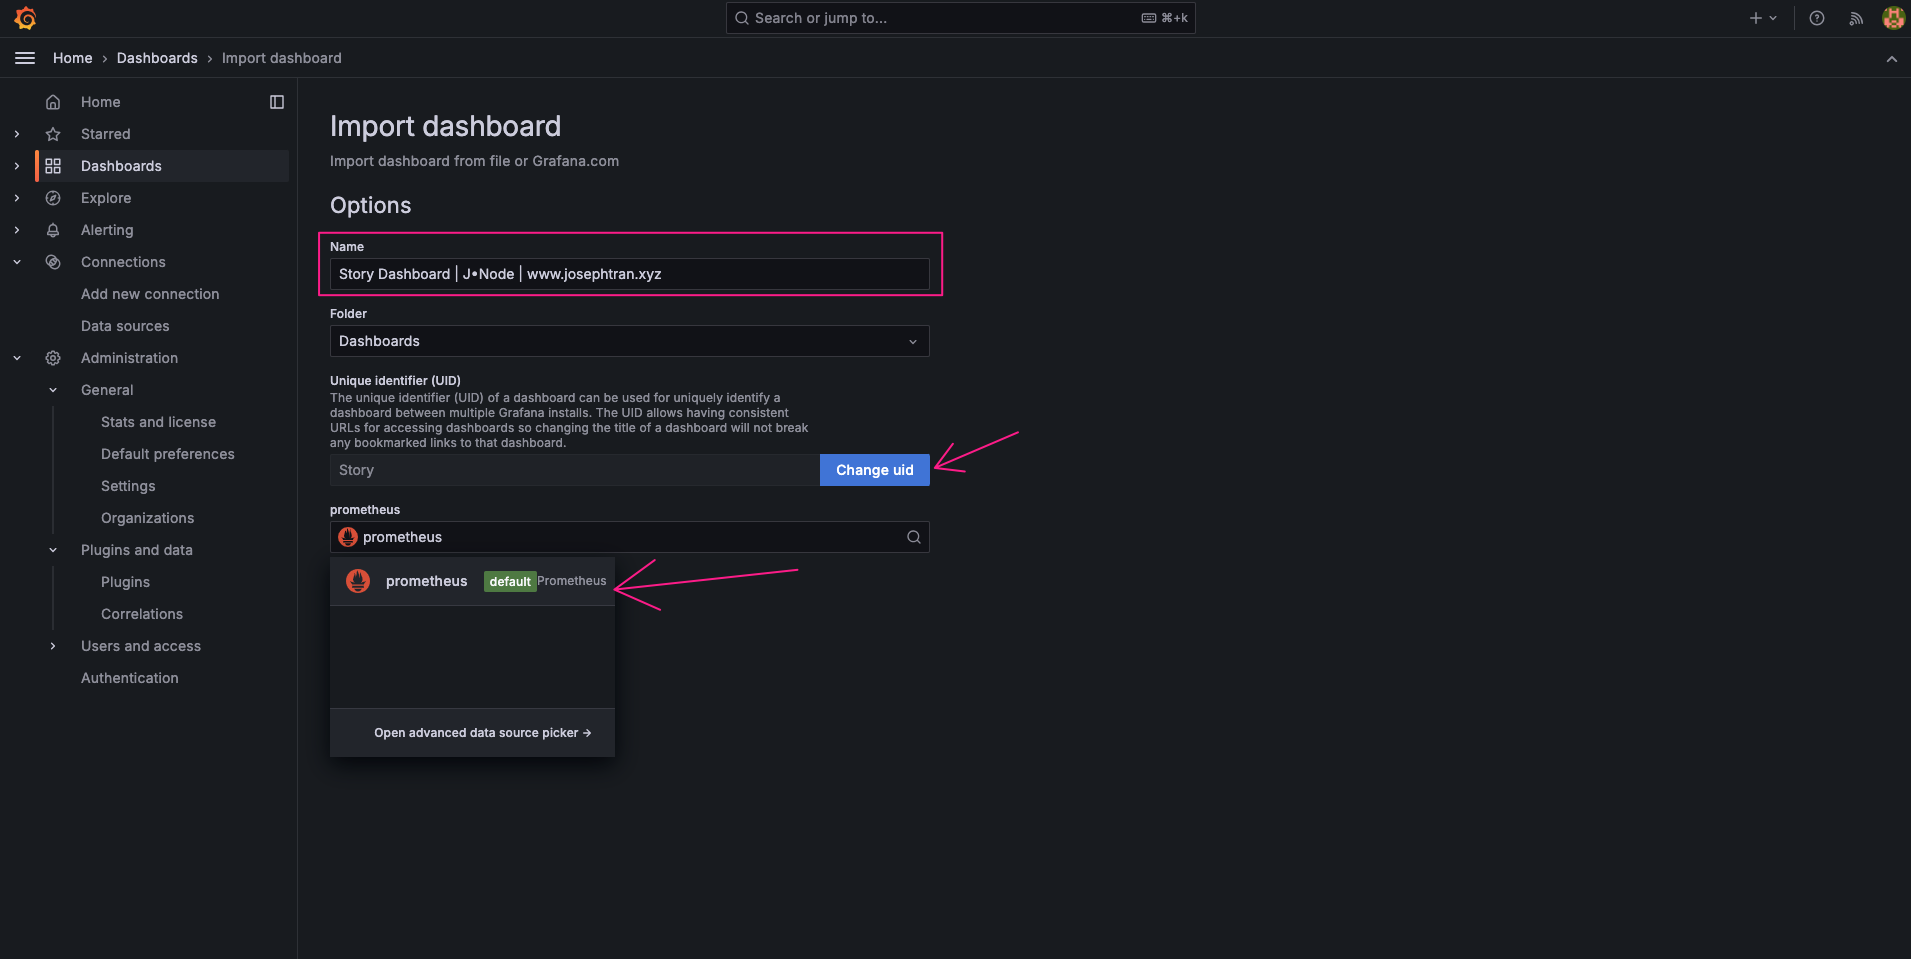 Search or jump to...
⌘+k
Home › Dashboards › Import dashboard
Home
Starred
Dashboards
Explore
Alerting
Connections
Add new connection
Data sources
Administration
General
Stats and license
Default preferences
Settings
Organizations
Plugins and data
Plugins
Correlations
Users and access
Authentication
Import dashboard
Import dashboard from file or Grafana.com
Options
Name
Story Dashboard | J•Node | www.josephtran.xyz
Folder
Dashboards
Unique identifier (UID)
The unique identifier (UID) of a dashboard can be used for uniquely identify a
dashboard between multiple Grafana installs. The UID allows having consistent
URLs for accessing dashboards so changing the title of a dashboard will not break
any bookmarked links to that dashboard.
Story
Change uid
prometheus
prometheus
prometheus default Prometheus
Open advanced data source picker →